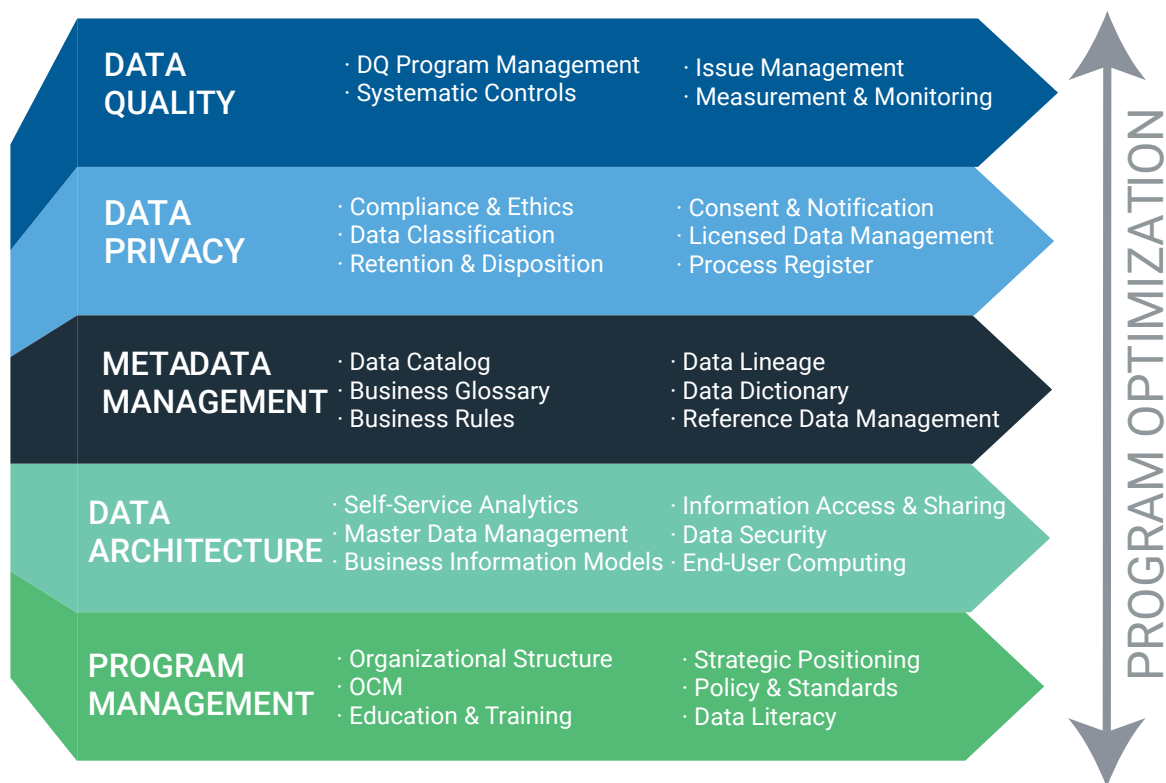 DATA
QUALITY
· DQ Program Management
· Systematic Controls
· Issue Management
· Measurement & Monitoring
DATA
PRIVACY
· Compliance & Ethics
· Data Classification
· Retention & Disposition
· Consent & Notification
· Licensed Data Management
· Process Register
METADATA
MANAGEMENT
· Data Catalog
· Business Glossary
· Business Rules
· Data Lineage
· Data Dictionary
· Reference Data Management
DATA
ARCHITECTURE
· Self-Service Analytics
· Master Data Management
· Business Information Models
· Information Access & Sharing
· Data Security
· End-User Computing
PROGRAM
MANAGEMENT
· Organizational Structure
· OCM
· Education & Training
· Strategic Positioning
· Policy & Standards
· Data Literacy
PROGRAM OPTIMIZATION